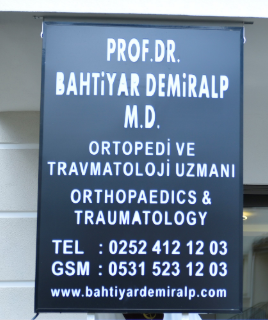 PROF.DR.
BAHTİYAR DEMİRALP
M.D.
ORTOPEDİ VE
TRAVMATOLOJİ UZMANI
ORTHOPAEDICS &
TRAUMATOLOGY
TEL : 0252 412 12 03
GSM : 0531 523 12 03
www.bahtiyardemiralp.com